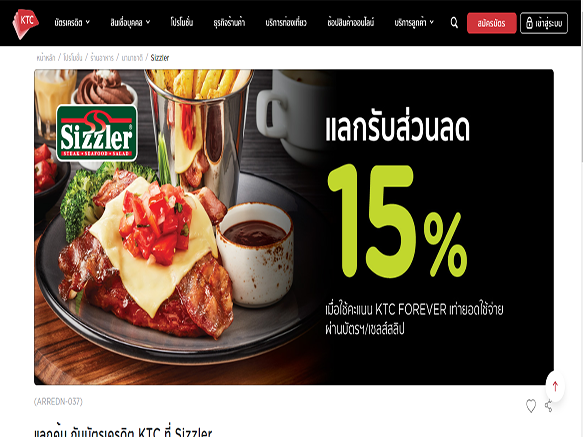 KTC บัตรเครดิต สินเชื่อบุคคล โปรโมชั่น ธุรกิจร้านค้า บริการท่องเที่ยว ช้อปสินค้าออนไลน์ บริการลูกค้า สมัครบัตร เข้าสู่ระบบ
หน้าหลัก / โปรโมชั่น / ร้านอาหาร / นานาชาติ / Sizzler
Sizzler
STEAK • SEAFOOD • SALAD
แลกรับส่วนลด
15%
เมื่อใช้คะแนน KTC FOREVER เท่ายอดใช้จ่าย
ผ่านบัตรฯ/เซลส์สลิป
(ARREDN-037)
แลกคุ้ม กับบัตรเครดิต KTC ที่ Sizzler